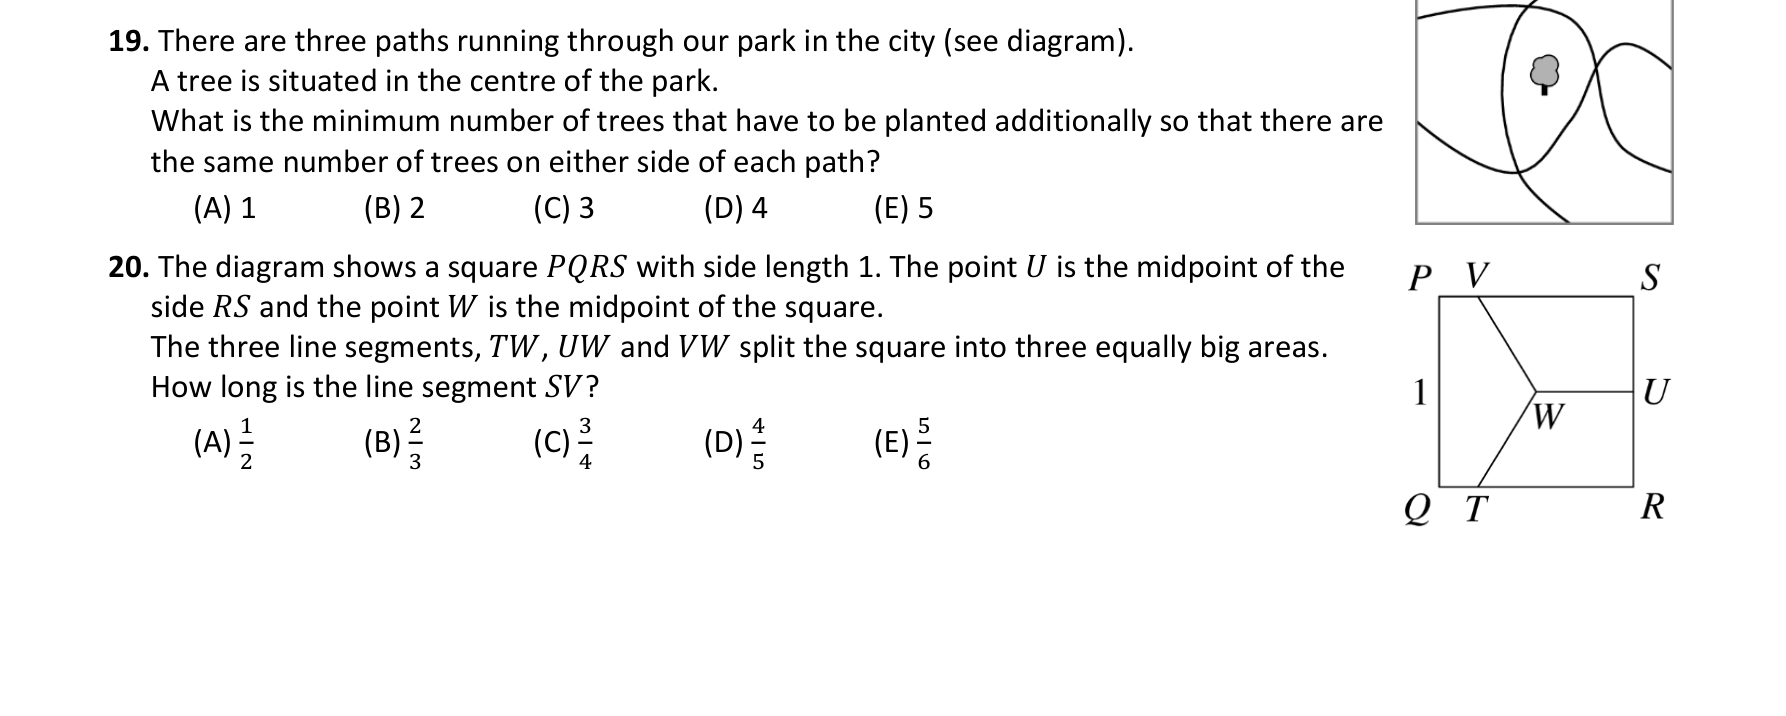 19. There are three paths running through our park in the city (see diagram).
A tree is situated in the centre of the park.
What is the minimum number of trees that have to be planted additionally so that there are
the same number of trees on either side of each path?
(A) 1 (B) 2 (C) 3 (D) 4 (E) 5
20. The diagram shows a square PQRS with side length 1. The point U is the midpoint of the
side RS and the point W is the midpoint of the square.
The three line segments, TW, UW and VW split the square into three equally big areas.
How long is the line segment SV?
(A) 1/2 (B) 2/3 (C) 3/4 (D) 4/5 (E) 5/6
P V S
1 U
W
Q T R